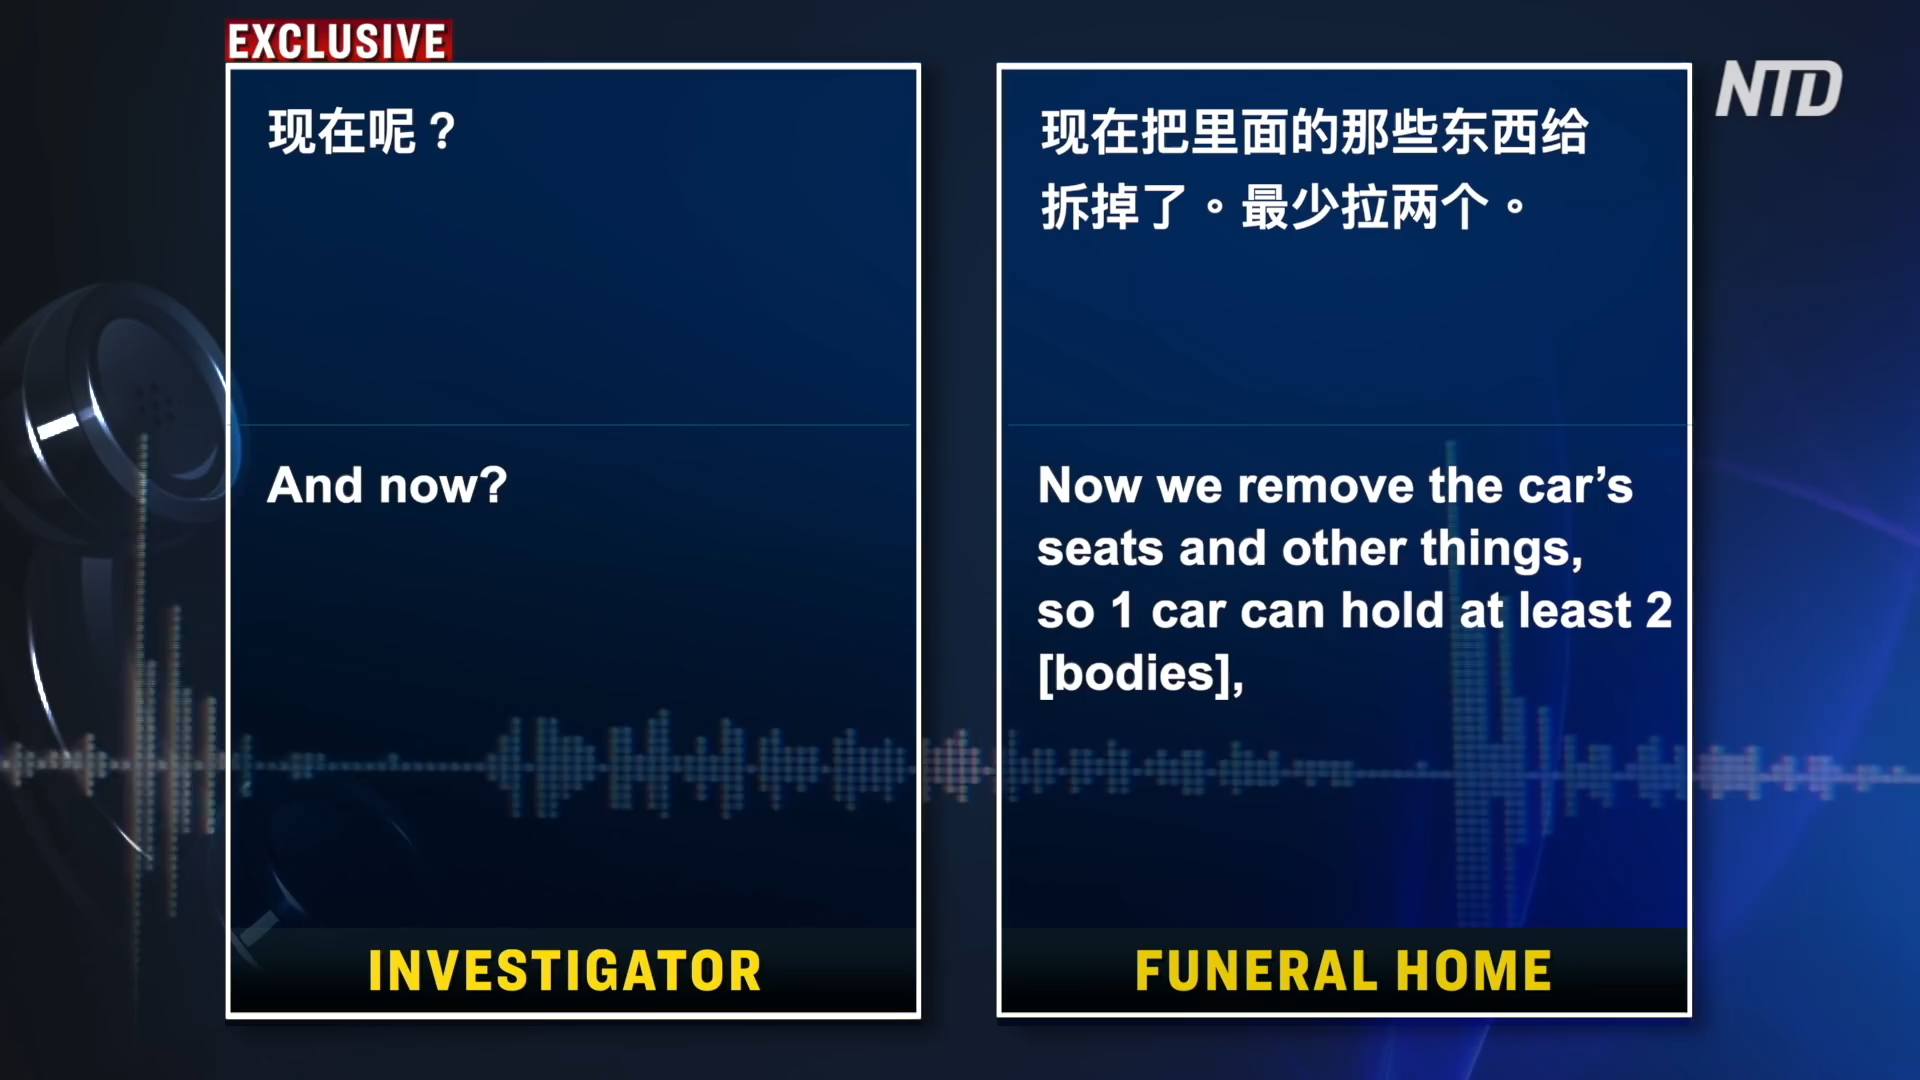 EXCLUSIVE
NTD
现在呢？
And now?
INVESTIGATOR
现在把里面的那些东西给
拆掉了。最少拉两个。
Now we remove the car’s
seats and other things,
so 1 car can hold at least 2
[bodies],
FUNERAL HOME